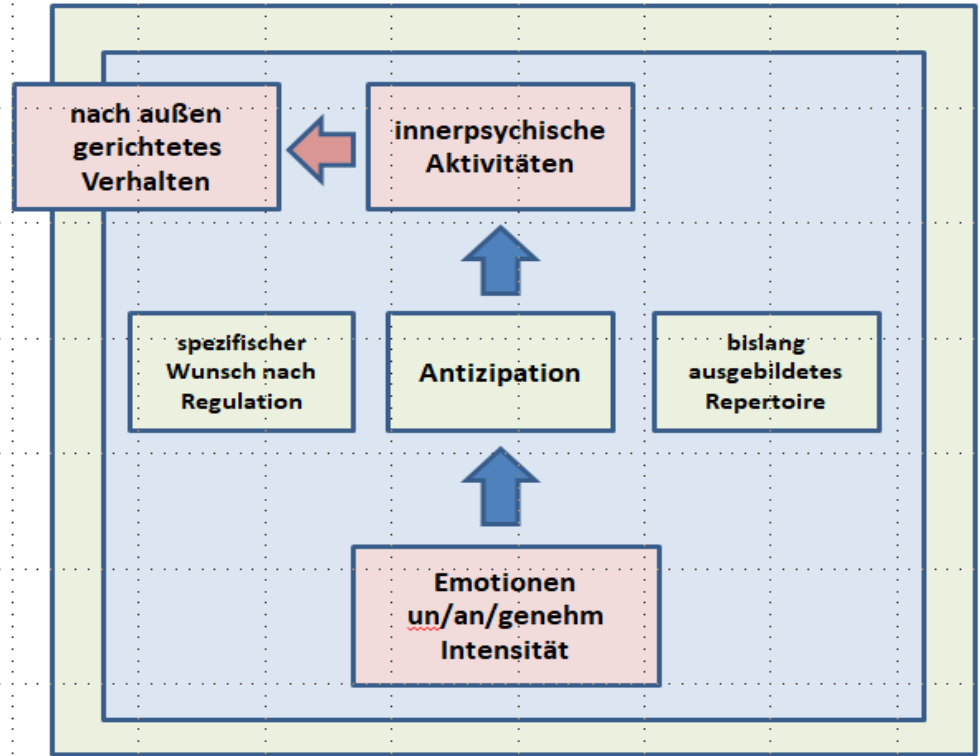 nach außen
gerichtetes
Verhalten
innerpsychische
Aktivitäten
spezifischer
Wunsch nach
Regulation
Antizipation
bislang
ausgebildetes
Repertoire
Emotionen
un/an/genehm
Intensität